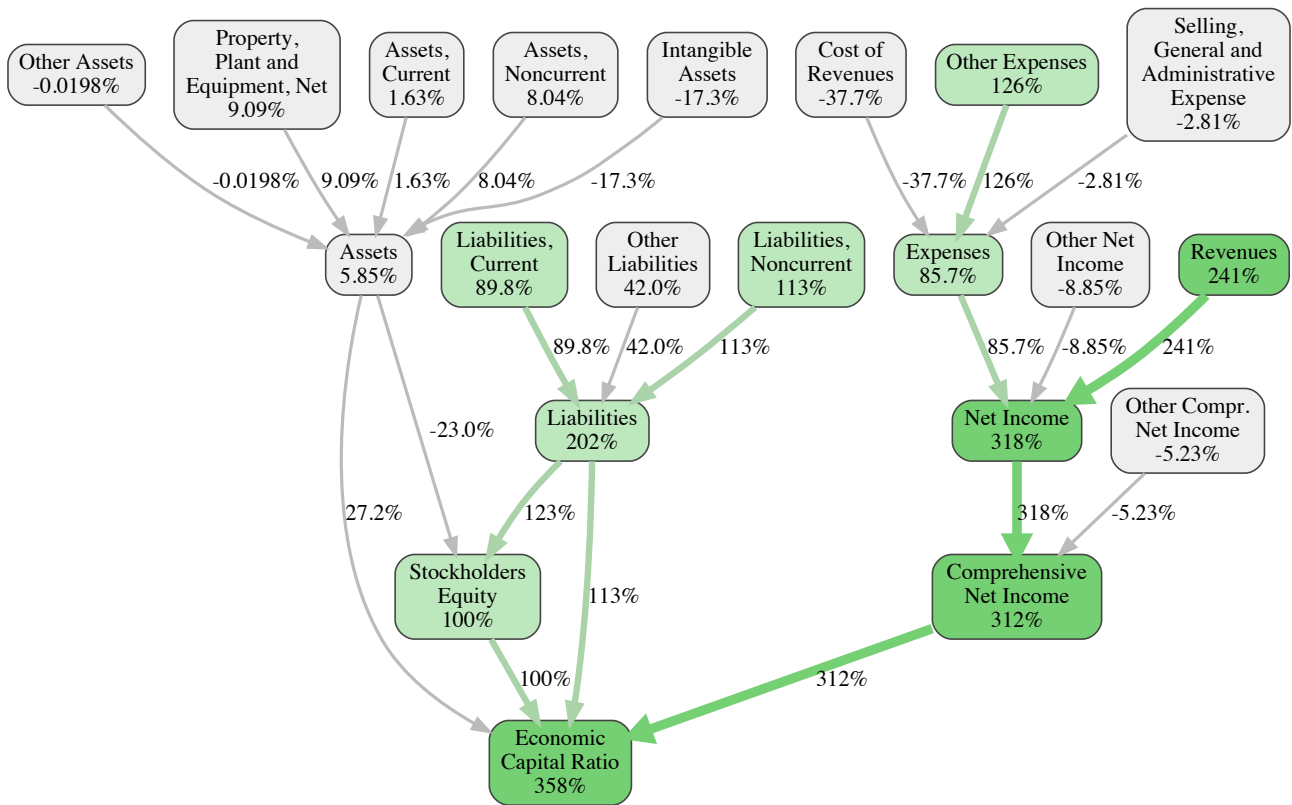 Other Assets
-0.0198%
Property,
Plant and
Equipment, Net
9.09%
Assets,
Current
1.63%
Assets,
Noncurrent
8.04%
Intangible
Assets
-17.3%
Cost of
Revenues
-37.7%
Other Expenses
126%
Selling,
General and
Administrative
Expense
-2.81%
-0.0198%
9.09%
1.63%
8.04%
-17.3%
-37.7%
126%
-2.81%
Assets
5.85%
Liabilities,
Current
89.8%
Other
Liabilities
42.0%
Liabilities,
Noncurrent
113%
Expenses
85.7%
Other Net
Income
-8.85%
Revenues
241%
89.8%
42.0%
113%
85.7%
-8.85%
241%
Liabilities
202%
Net Income
318%
Other Compr.
Net Income
-5.23%
-23.0%
27.2%
123%
318%
-5.23%
Stockholders
Equity
100%
113%
Comprehensive
Net Income
312%
100%
312%
Economic
Capital Ratio
358%